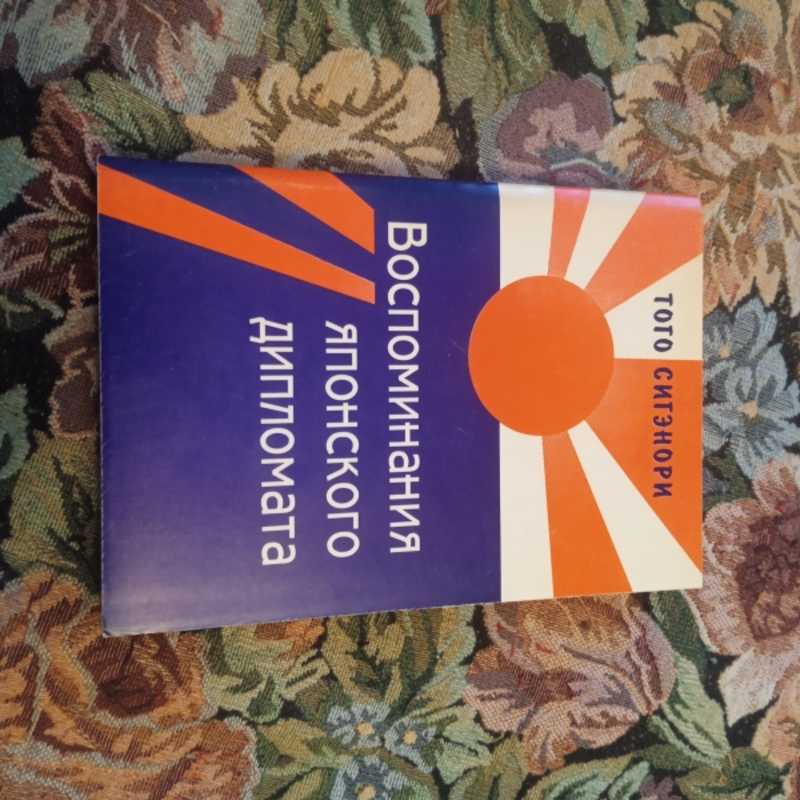 ТОГО СИГЭНОРИ
Воспоминания
японского
дипломата